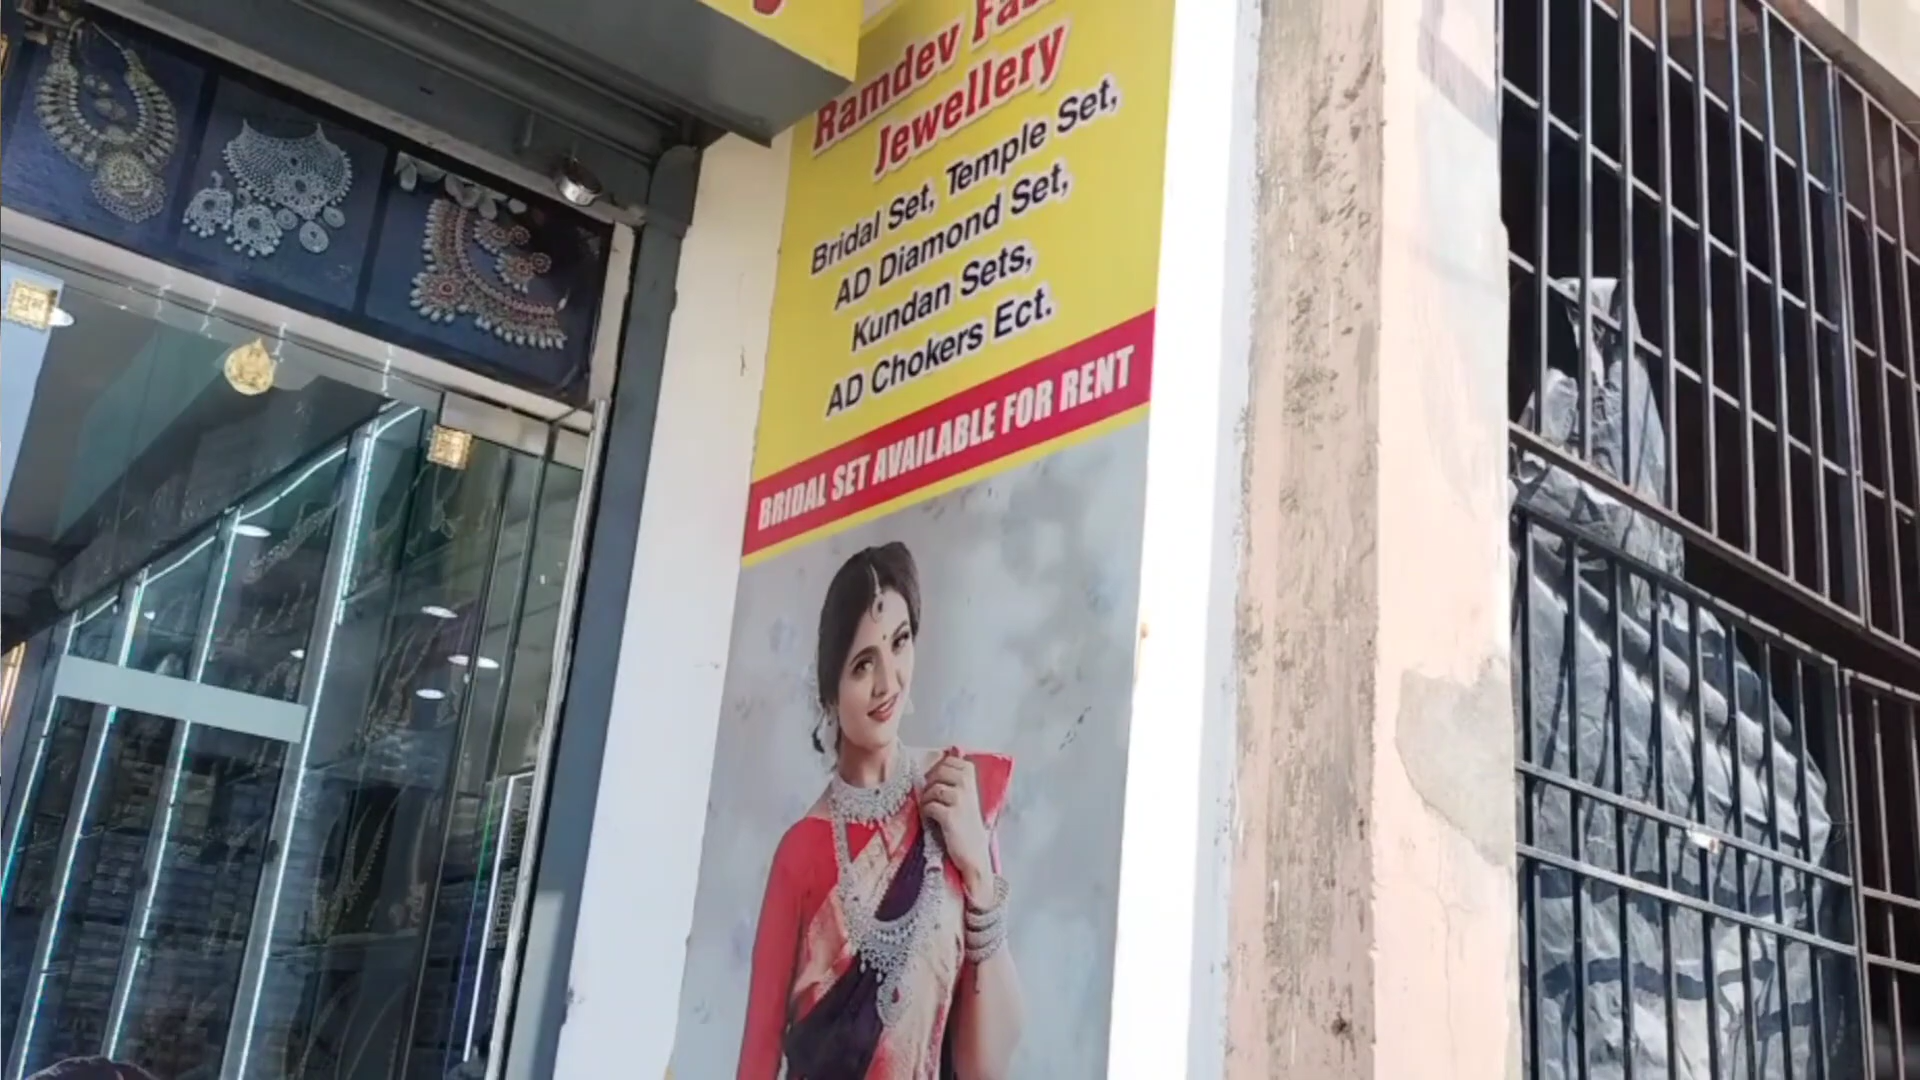 Ramdev
Jewellery
Bridal Set, Temple Set,
AD Diamond Set,
Kundan Sets,
AD Chokers Ect.
BRIDAL SET AVAILABLE FOR RENT
शुभ